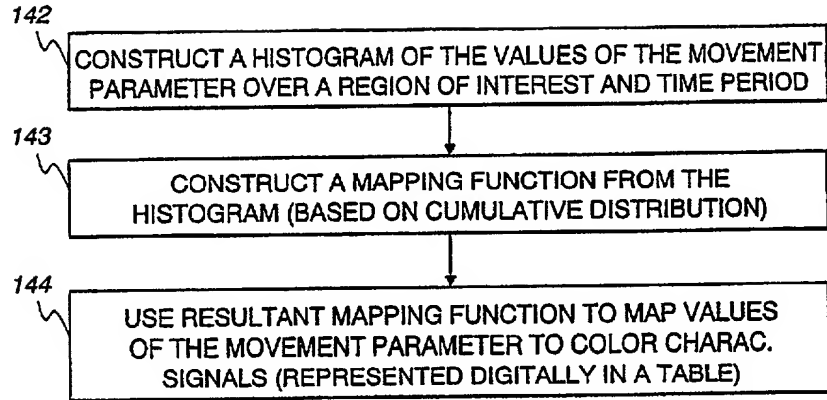 142
CONSTRUCT A HISTOGRAM OF THE VALUES OF THE MOVEMENT
PARAMETER OVER A REGION OF INTEREST AND TIME PERIOD
143
CONSTRUCT A MAPPING FUNCTION FROM THE
HISTOGRAM (BASED ON CUMULATIVE DISTRIBUTION)
144
USE RESULTANT MAPPING FUNCTION TO MAP VALUES
OF THE MOVEMENT PARAMETER TO COLOR CHARAC.
SIGNALS (REPRESENTED DIGITALLY IN A TABLE)